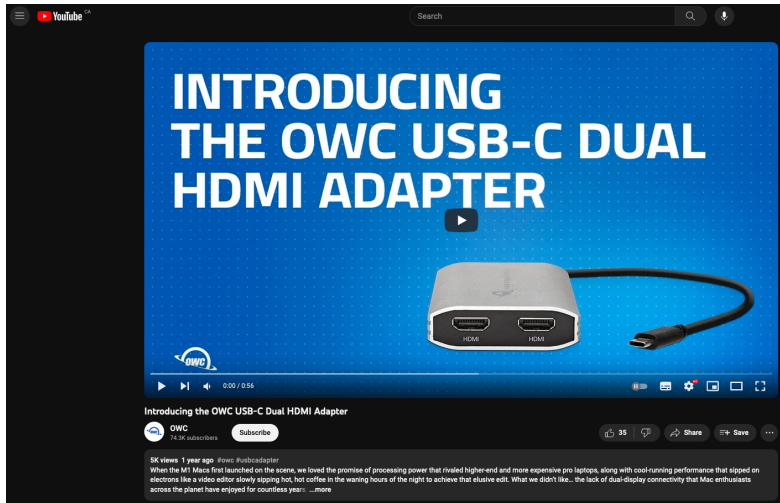 YouTube CA
Search
INTRODUCING
THE OWC USB-C DUAL
HDMI ADAPTER
HDMI HDMI
OWC
0:00 / 0:56
Introducing the OWC USB-C Dual HDMI Adapter
OWC
74.3K subscribers
Subscribe
35
Share
Save
5K views 1 year ago #owc #usbcadapter
When the M1 Macs first launched on the scene, we loved the promise of processing power that rivaled higher-end and more expensive pro laptops, along with cool-running performance that sipped on
electrons like a video editor slowly sipping hot, hot coffee in the waning hours of the night to achieve that elusive edit. What we didn't like… the lack of dual-display connectivity that Mac enthusiasts
across the planet have enjoyed for countless years. ...more